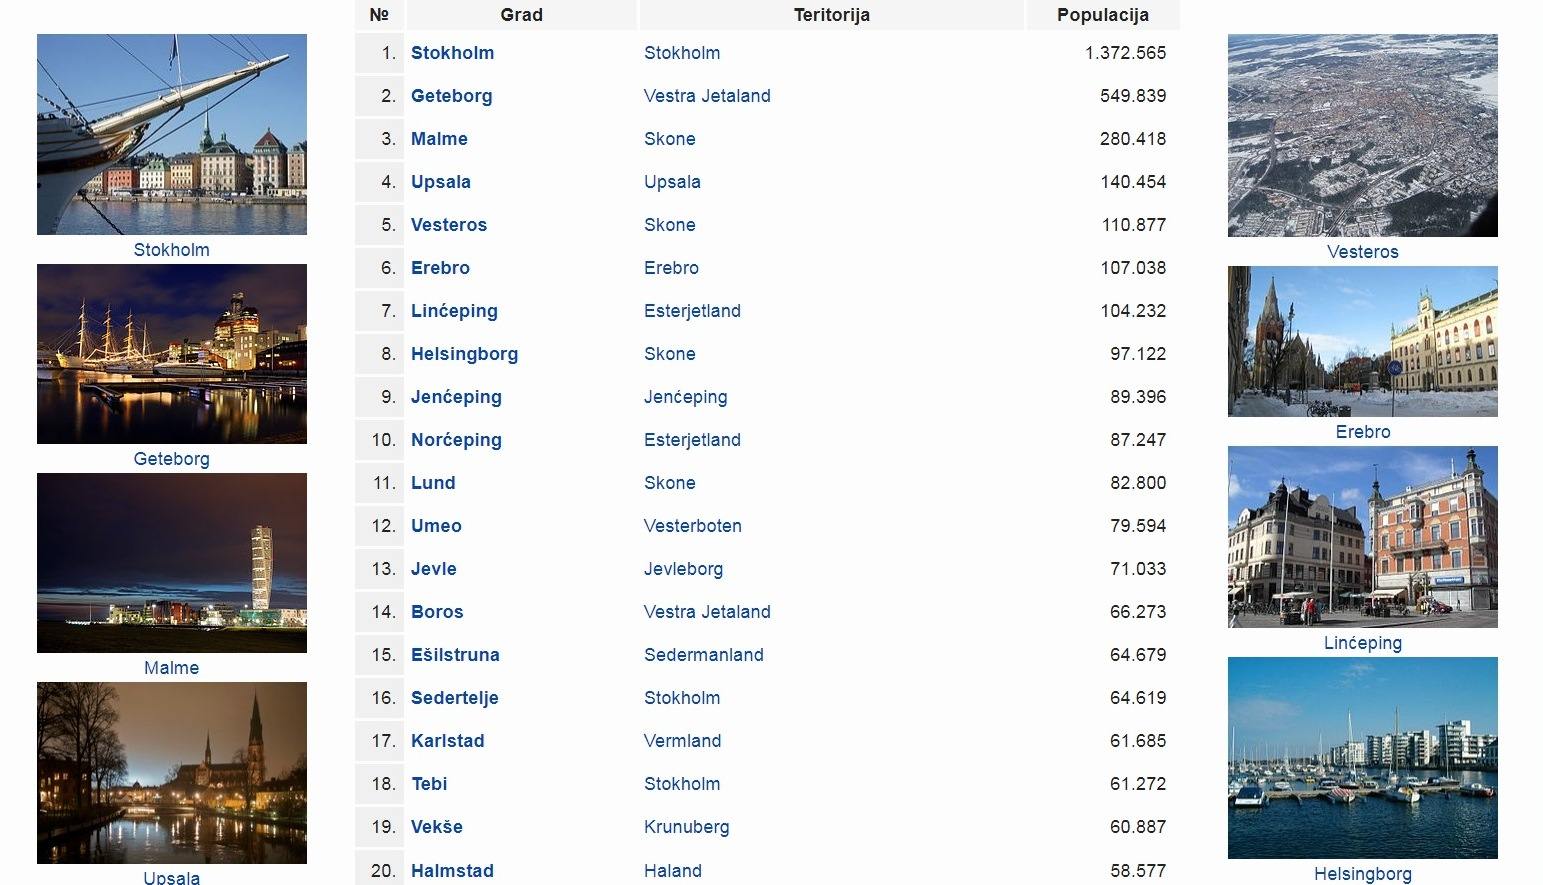 № Grad Teritorija Populacija
1. Stokholm Stokholm 1.372.565
2. Geteborg Vestra Jetaland 549.839
3. Malme Skone 280.418
4. Upsala Upsala 140.454
5. Vesteros Skone 110.877
6. Erebro Erebro 107.038
7. Linćeping Esterjetland 104.232
8. Helsingborg Skone 97.122
9. Jenćeping Jenćeping 89.396
10. Norćeping Esterjetland 87.247
11. Lund Skone 82.800
12. Umeo Vesterboten 79.594
13. Jevle Jevleborg 71.033
14. Boros Vestra Jetaland 66.273
15. Ešilstruna Sedermanland 64.679
16. Sedertelje Stokholm 64.619
17. Karlstad Vermland 61.685
18. Tebi Stokholm 61.272
19. Vekše Krunuberg 60.887
20. Halmstad Haland 58.577
Stokholm
Geteborg
Malme
Upsala
Vesteros
Erebro
Linćeping
Helsingborg